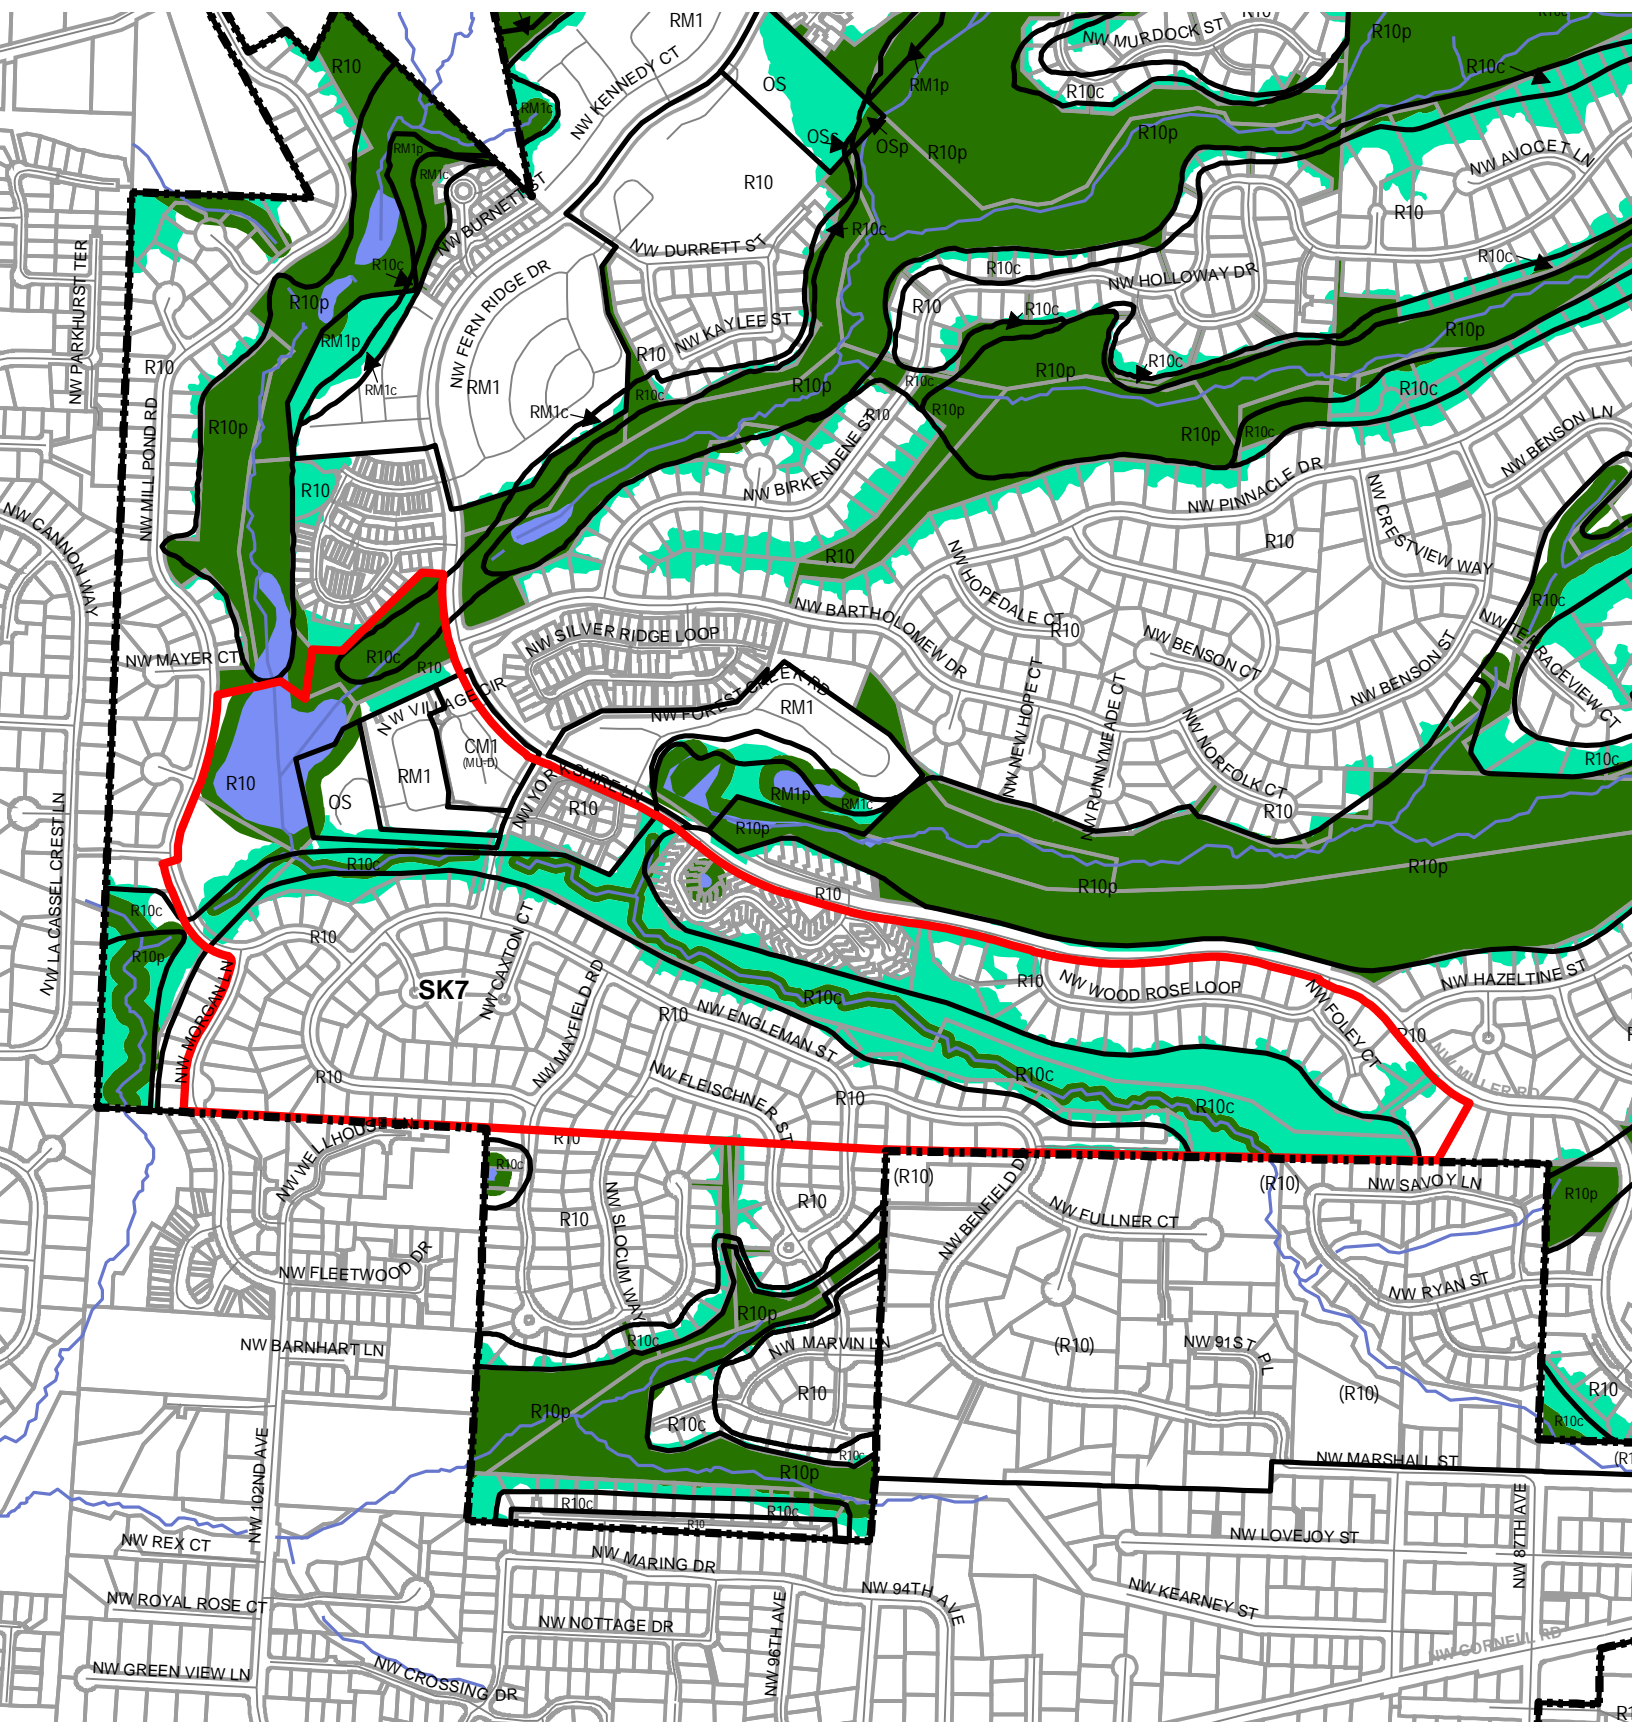 RM1
R10
NW MURDOCK ST
R10p
R10c
R10
NW KENNEDY CT
OS
RM1p
R10c
RM1c
OSc
OSp
R10p
R10p
RM1p
RM1c
R10
NW AVOCET LN
R10
NW BURNETT ST
R10c
NW DURRETT ST
R10c
R10c
NW HOLLOWAY DR
R10c
NW PARKHURST TER
R10p
NW FERN RIDGE DR
R10
R10c
RM1p
NW KAYLEE ST
R10p
R10
R10
RM1c
RM1
R10c
R10p
R10c
R10p
R10c
R10c
RM1c
R10
R10p
NW MILL POND RD
R10p
R10p
R10c
NW BENSON LN
NW BIRKENDENE ST
NW PINNACLE DR
R10
NW CRESTVIEW WAY
NW CANNON WAY
R10
R10
NW HOPEDALE CT
R10c
NW BARTHOLOMEW DR
R10
NW SILVER RIDGE LOOP
NW BENSON CT
NW TERRACEVIEW CT
NW MAYER CT
R10c
R10
NW BENSON ST
NW VILLAGE CIR
NW FOREST CREEK RD
RM1
NW NEW HOPE CT
NW RUNNYMEADE CT
NW NORFOLK CT
CM1
(MU-D)
R10c
R10
RM1
OS
NW YORKSHIRE LN
R10
RM1p
RM1c
R10
NW LA CASSEL CREST LN
R10p
R10c
R10p
R10p
R10
R10c
NW CAXTON CT
R10
R10p
SK7
R10
NW WOOD ROSE LOOP
NW HAZELTINE ST
R10c
NW FOLEY CT
NW MORGAN LN
NW MAYFIELD RD
R10
NW ENGLEMAN ST
R10
NW MILLER RD
R10
NW FLEISCHNER ST
R10
R10c
R10c
NW WELLHOUSE LN
R10
R10c
(R10)
(R10)
NW SAVOY LN
R10p
R10
R10
NW SLOCUM WAY
NW BENFIELD DR
NW FULLNER CT
NW FLEETWOOD DR
NW RYAN ST
R10p
R10c
NW MARVIN LN
NW BARNHART LN
(R10)
NW 91ST PL
R10
(R10)
R10
R10p
R10c
R10c
R10c
NW 102ND AVE
R10p
NW MARSHALL ST
R10c
R10c
R10
NW 87TH AVE
NW REX CT
NW LOVEJOY ST
NW MARING DR
NW 94TH AVE
NW KEARNEY ST
NW ROYAL ROSE CT
NW NOTTAGE DR
NW 96TH AVE
NW CORNELL RD
NW GREEN VIEW LN
NW CROSSING DR